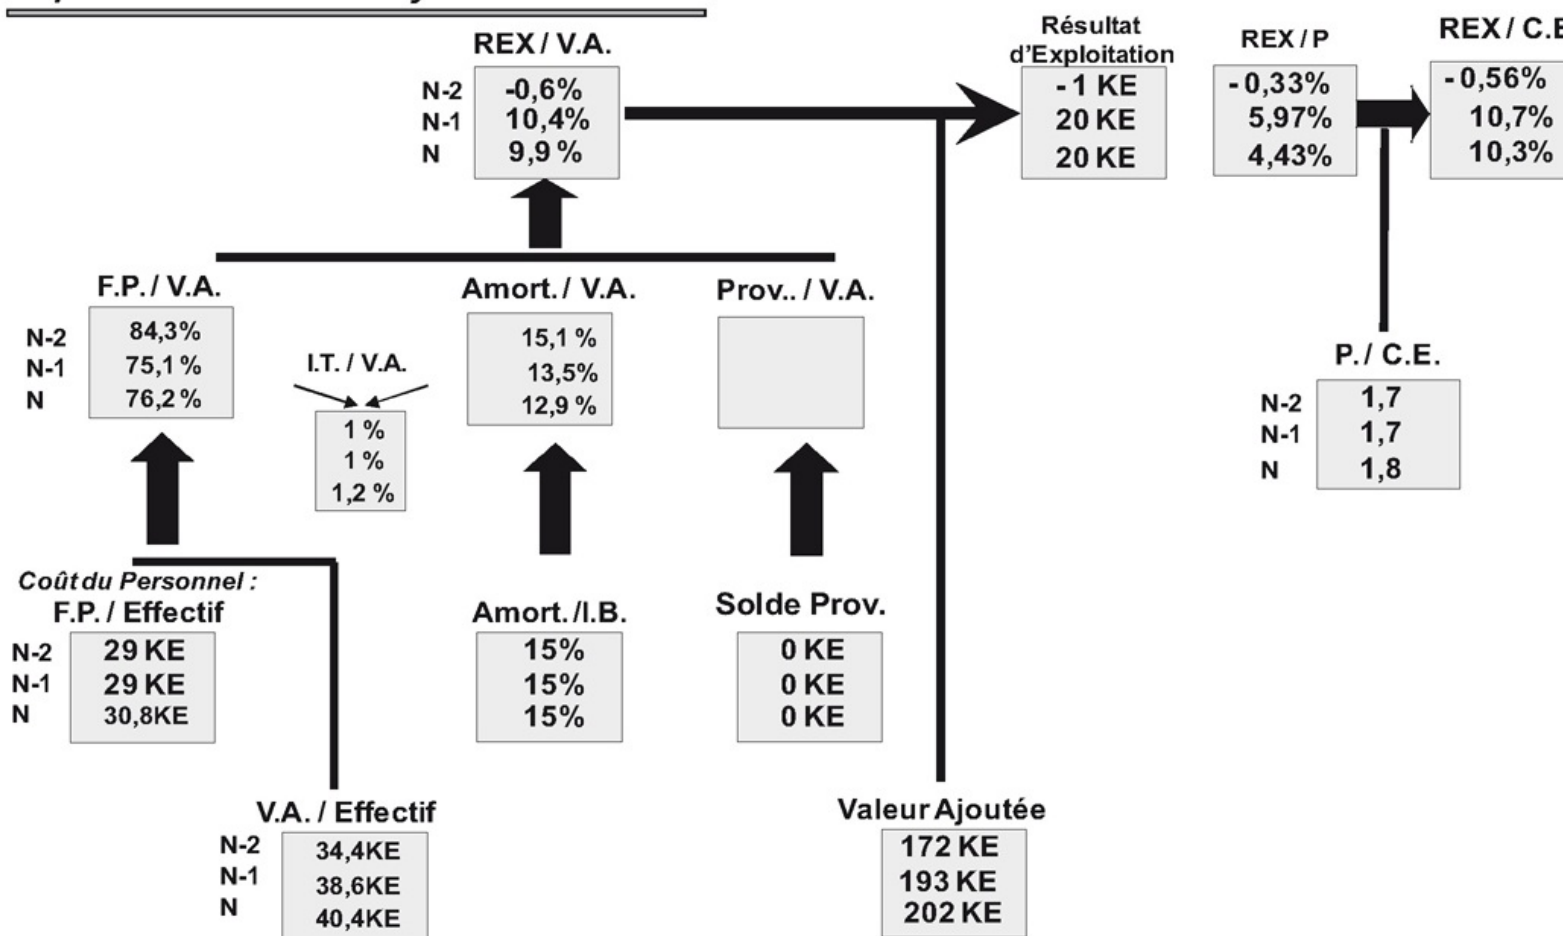 REX / V.A.
N-2 -0,6%
N-1 10,4%
N 9,9 %
Résultat
d'Exploitation
- 1 KE
20 KE
20 KE
REX / P
- 0,33%
5,97%
4,43%
REX / C.E
- 0,56%
10,7%
10,3%
F.P. / V.A.
N-2 84,3%
N-1 75,1%
N 76,2%
I.T. / V.A.
1 %
1 %
1,2 %
Amort. / V.A.
15,1 %
13,5%
12,9 %
Prov.. / V.A.
P. / C.E.
N-2 1,7
N-1 1,7
N 1,8
Coût du Personnel :
F.P. / Effectif
N-2 29 KE
N-1 29 KE
N 30,8KE
Amort. /I.B.
15%
15%
15%
Solde Prov.
0 KE
0 KE
0 KE
V.A. / Effectif
N-2 34,4KE
N-1 38,6KE
N 40,4KE
Valeur Ajoutée
172 KE
193 KE
202 KE